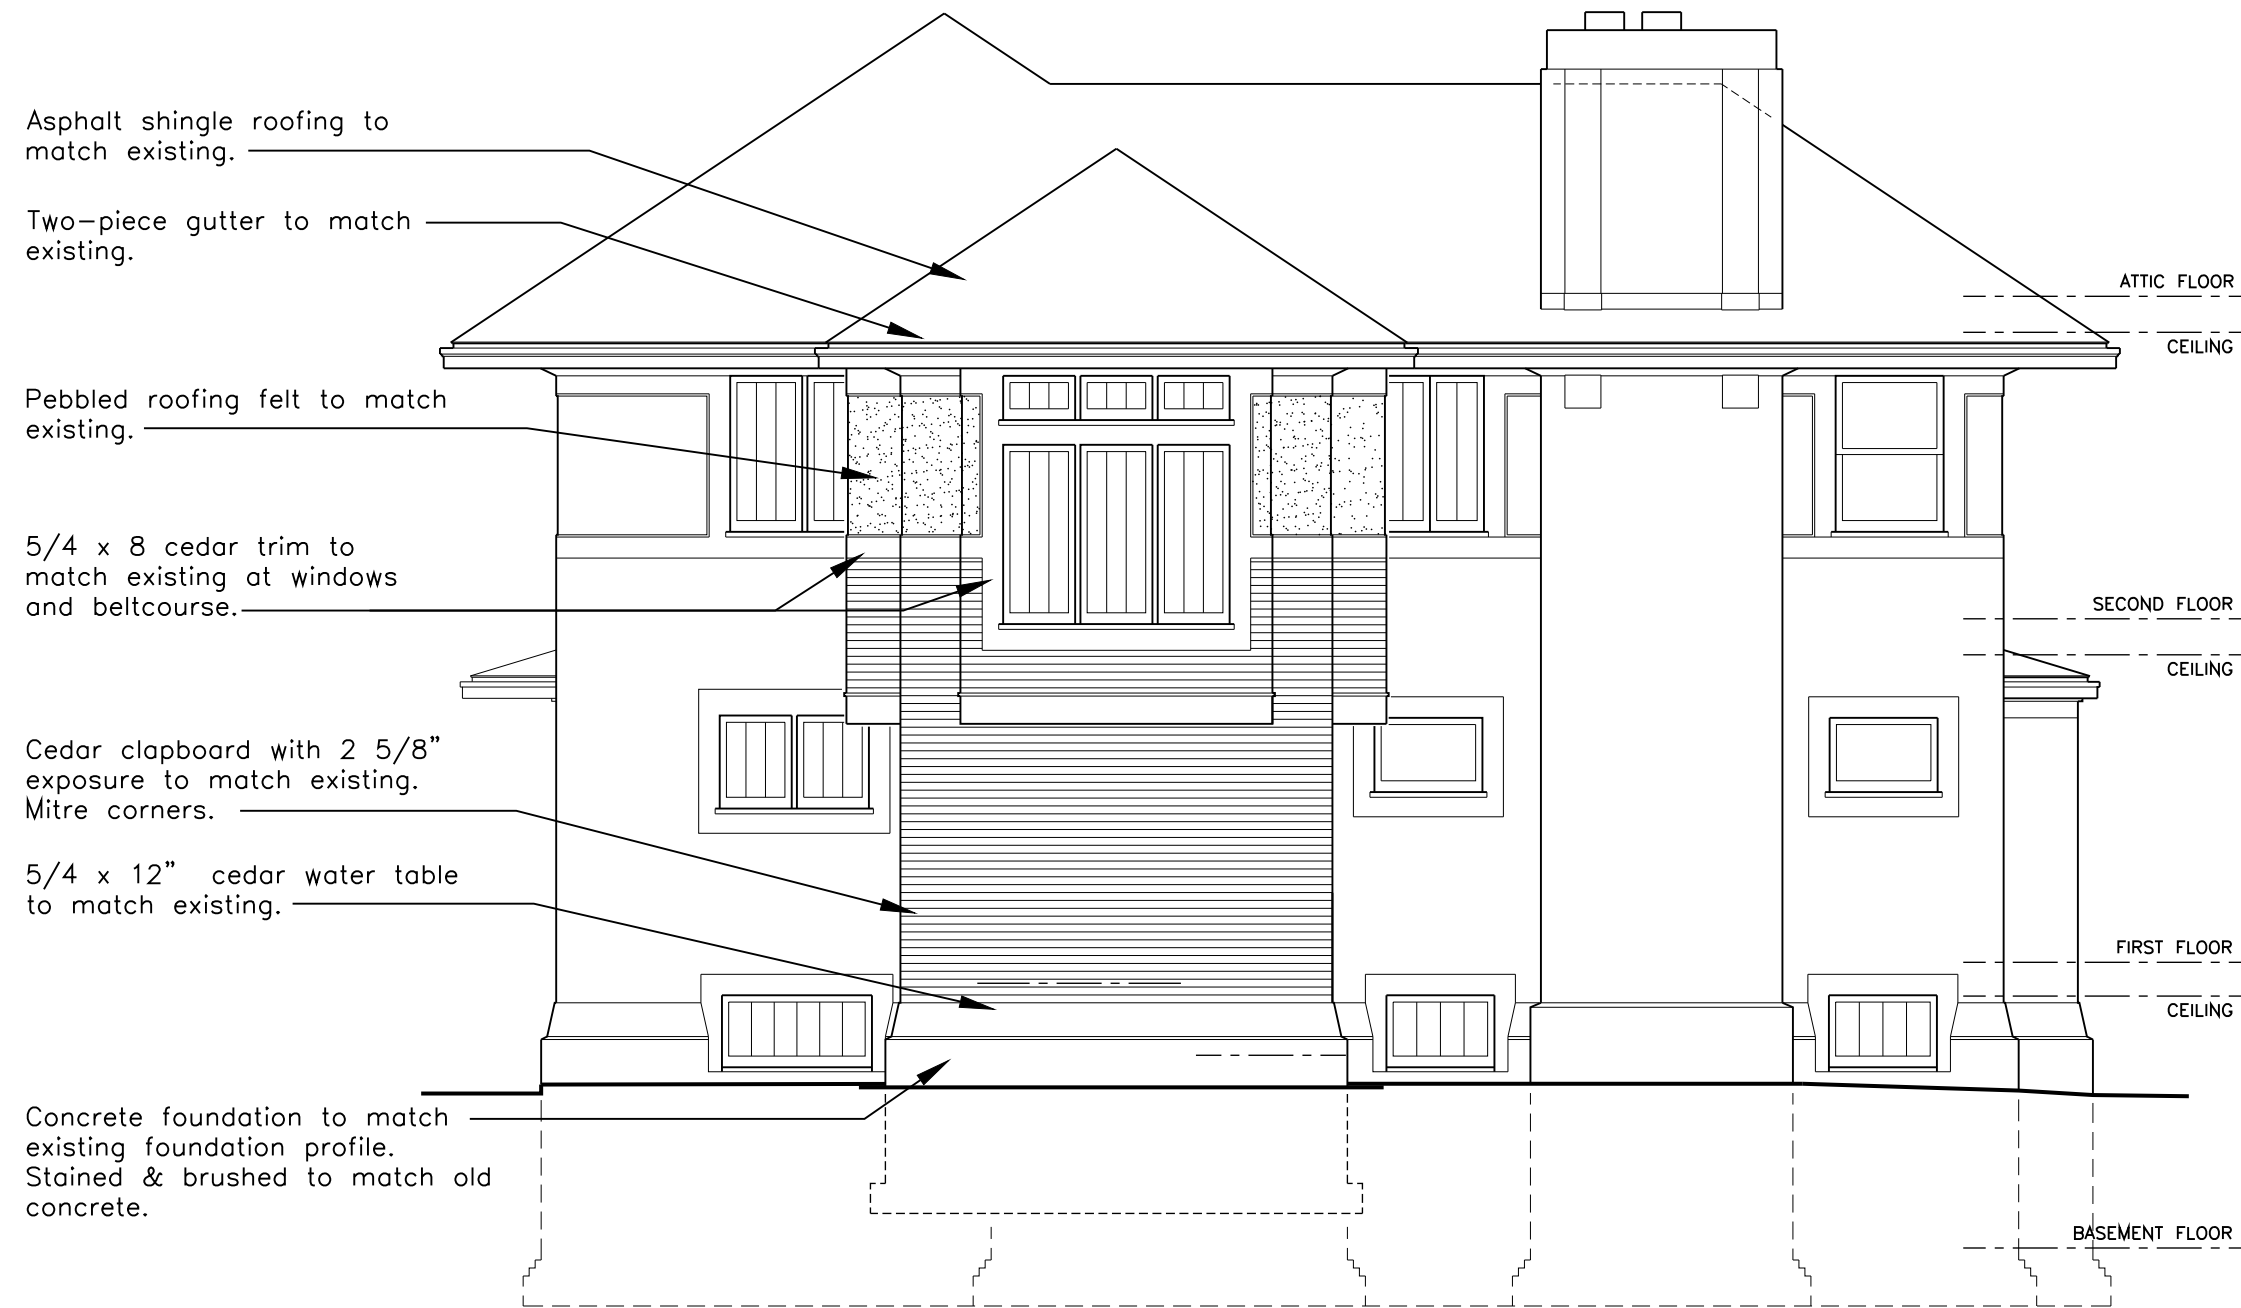 Asphalt shingle roofing to
match existing.
Two-piece gutter to match
existing.
Pebbled roofing felt to match
existing.
5/4 x 8 cedar trim to
match existing at windows
and beltcourse.
Cedar clapboard with 2 5/8"
exposure to match existing.
Mitre corners.
5/4 x 12" cedar water table
to match existing.
Concrete foundation to match
existing foundation profile.
Stained & brushed to match old
concrete.
ATTIC FLOOR
CEILING
SECOND FLOOR
CEILING
FIRST FLOOR
CEILING
BASEMENT FLOOR